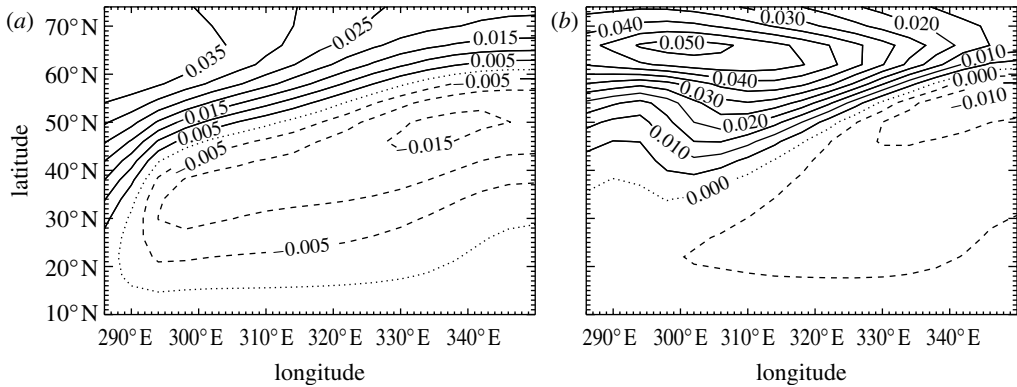 (a)
(b)
70° N
60° N
50° N
40° N
30° N
20° N
10° N
latitude
0.035
0.025
0.015
0.005
0.015
0.005
–0.005
–0.005
–0.015
–0.005
290° E 300° E 310° E 320° E 330° E 340° E
longitude
0.040
0.030
0.020
0.050
0.010
0.040
0.000
0.030
–0.010
0.020
0.010
0.000
290° E 300° E 310° E 320° E 330° E 340° E
longitude